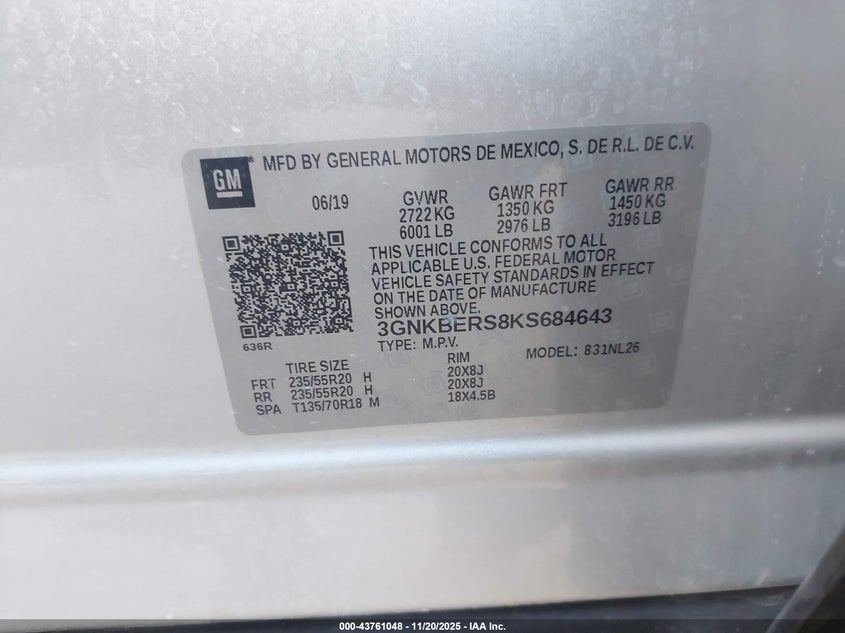 GM
MFD BY GENERAL MOTORS DE MEXICO, S. DE R.L. DE C.V.
06/19 GVWR GAWR FRT GAWR RR
2722 KG 1350 KG 1450 KG
6001 LB 2976 LB 3196 LB
THIS VEHICLE CONFORMS TO ALL
APPLICABLE U.S. FEDERAL MOTOR
VEHICLE SAFETY STANDARDS IN EFFECT
ON THE DATE OF MANUFACTURE
SHOWN ABOVE.
3GNKBERS8KS684643
636R
TYPE: M.P.V. MODEL: 831NL26
TIRE SIZE RIM
FRT 235/55R20 H 20X8J
RR 235/55R20 H 20X8J
SPA T135/70R18 M 18X4.5B
000-43761048 - 11/20/2025 - IAA Inc.